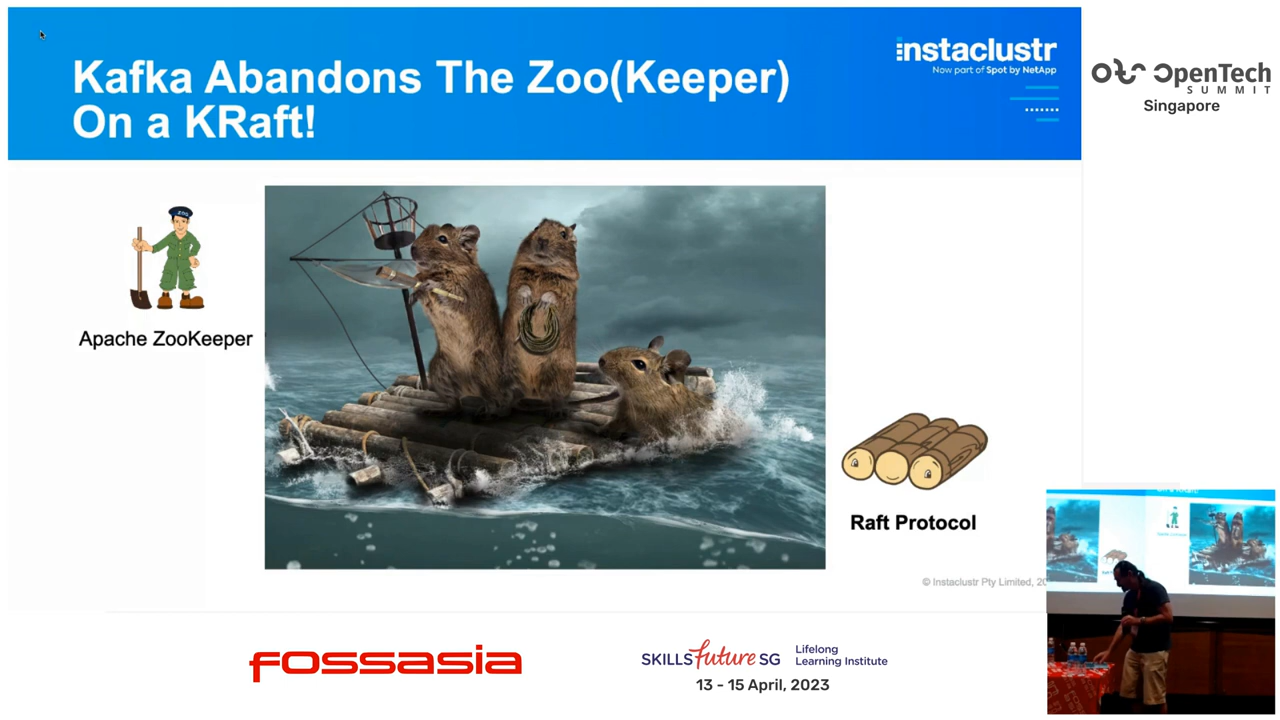 Kafka Abandons The Zoo(Keeper)
On a KRaft!
instaclustr
Now part of Spot by NetApp
OpenTech
SUMMIT
Singapore
ZOO
Apache ZooKeeper
Raft Protocol
© Instaclustr Pty Limited, 20
FOSSASIA
SKILLSfuture SG
Lifelong
Learning Institute
13 - 15 April, 2023